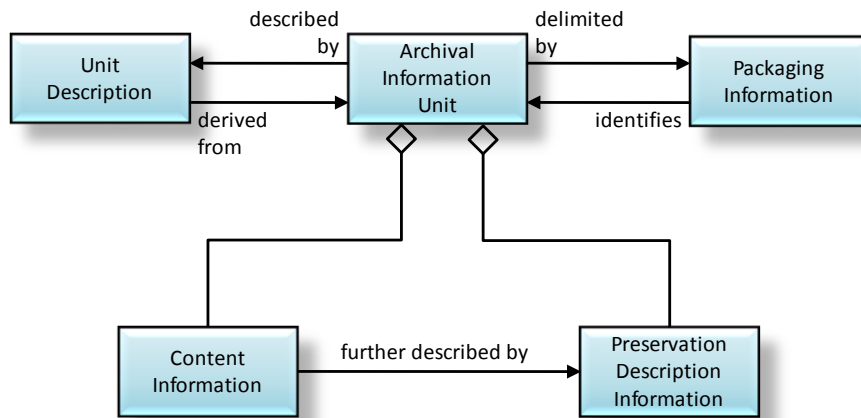 described
by
Archival
Information
Unit
delimited
by
Unit
Description
Packaging
Information
derived
from
identifies
Content
Information
further described by
Preservation
Description
Information